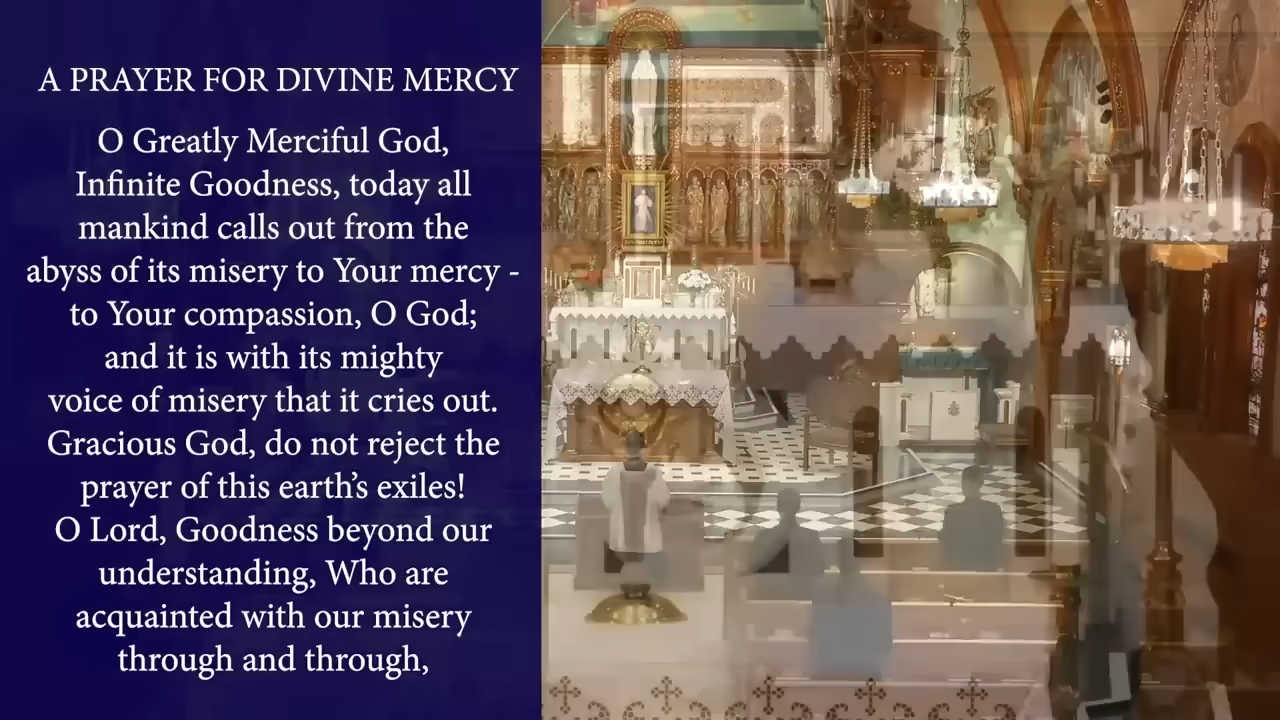 A PRAYER FOR DIVINE MERCY
O Greatly Merciful God,
Infinite Goodness, today all
mankind calls out from the
abyss of its misery to Your mercy -
to Your compassion, O God;
and it is with its mighty
voice of misery that it cries out.
Gracious God, do not reject the
prayer of this earth's exiles!
O Lord, Goodness beyond our
understanding, Who are
acquainted with our misery
through and through,